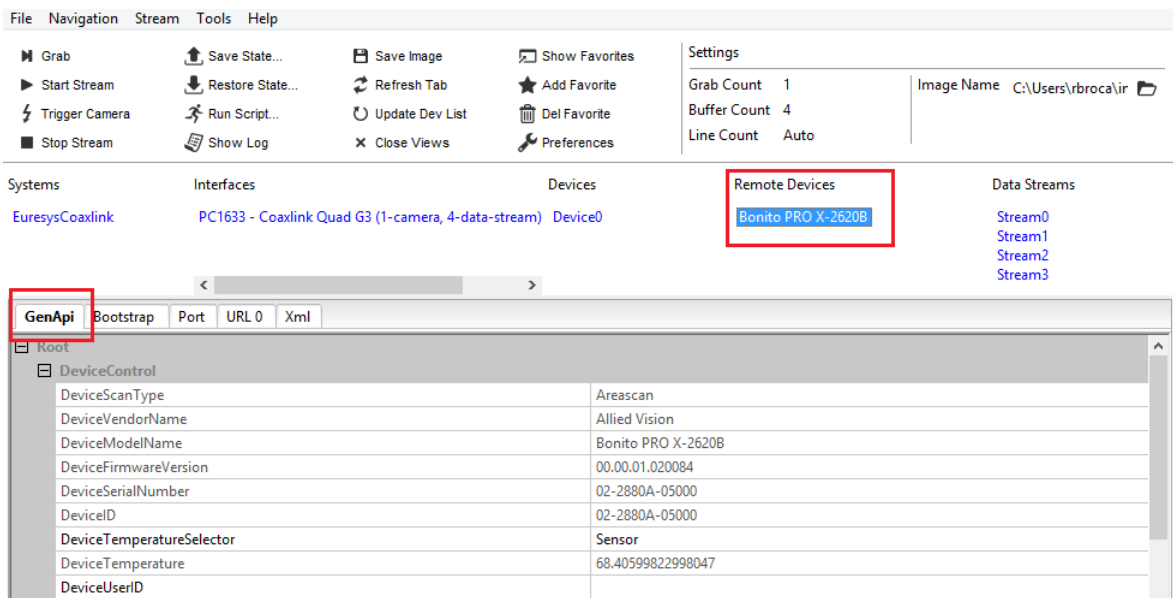 File Navigation Stream Tools Help
Grab Save State... Save Image Show Favorites Settings
Start Stream Restore State... Refresh Tab Add Favorite Grab Count 1 Image Name C:\Users\rbroca\ir
Trigger Camera Run Script... Update Dev List Del Favorite Buffer Count 4
Stop Stream Show Log Close Views Preferences Line Count Auto
Systems Interfaces Devices Remote Devices Data Streams
EuresysCoaxlink PC1633 - Coaxlink Quad G3 (1-camera, 4-data-stream) Device0 Bonito PRO X-2620B Stream0
Stream1
Stream2
Stream3
GenApi Bootstrap Port URL 0 Xml
Root
DeviceControl
DeviceScanType Areascan
DeviceVendorName Allied Vision
DeviceModelName Bonito PRO X-2620B
DeviceFirmwareVersion 00.00.01.020084
DeviceSerialNumber 02-2880A-05000
DeviceID 02-2880A-05000
DeviceTemperatureSelector Sensor
DeviceTemperature 68.40599822998047
DeviceUserID